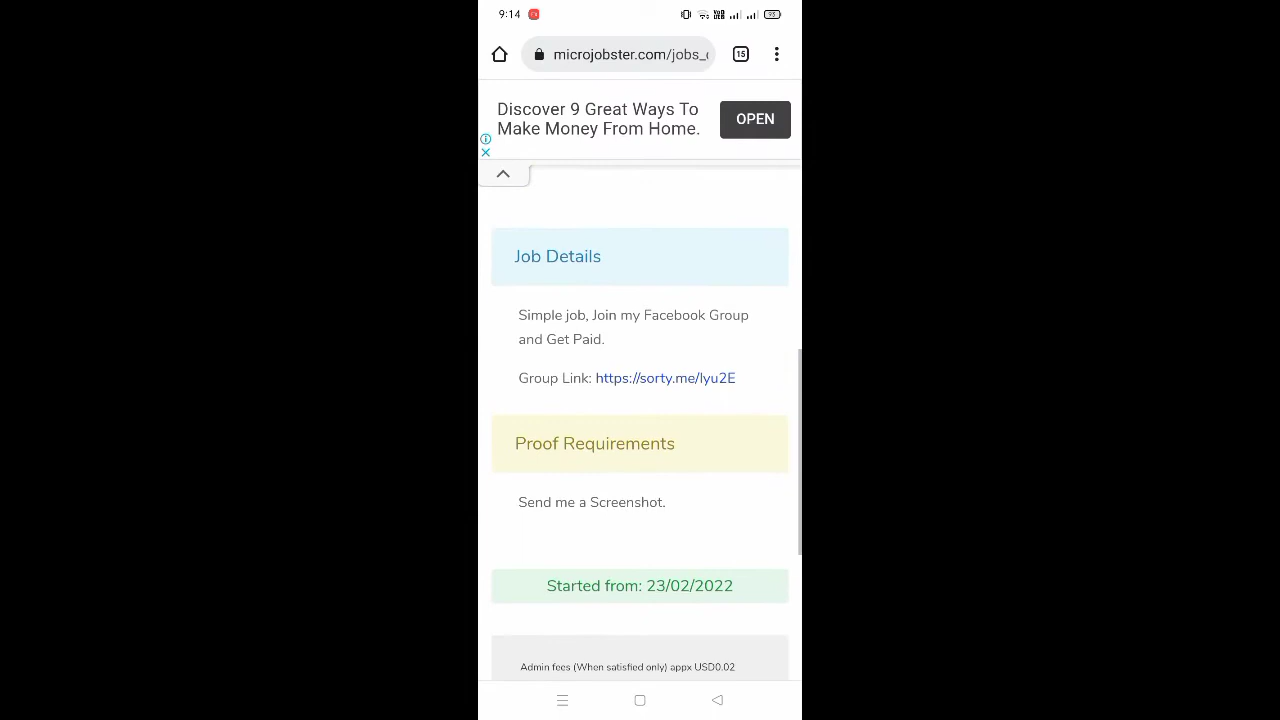 9:14
93
microjobster.com/jobs_
15
Discover 9 Great Ways To
Make Money From Home.
OPEN
Job Details
Simple job, Join my Facebook Group
and Get Paid.
Group Link: https://sorty.me/lyu2E
Proof Requirements
Send me a Screenshot.
Started from: 23/02/2022
Admin fees (When satisfied only) appx USD0.02